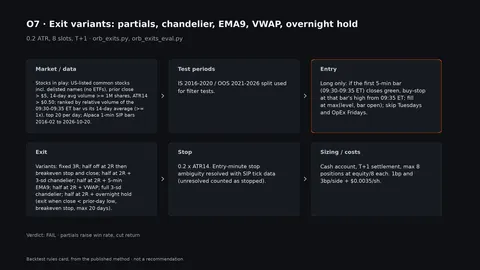 O7 · Exit variants: partials, chandelier, EMA9, VWAP, overnight hold
0.2 ATR, 8 slots, T+1 · orb_exits.py, orb_exits_eval.py
Market / data
Stocks in play: US-listed common stocks
incl. delisted names (no ETFs), prior close
> $5, 14-day avg volume >= 1M shares, ATR14
> $0.50; ranked by relative volume of the
09:30-09:35 ET bar vs its 14-day average (>=
1x), top 20 per day; Alpaca 1-min SIP bars
2016-02 to 2026-10-20.
Test periods
IS 2016-2020 / OOS 2021-2026 split used
for filter tests.
Entry
Long only: if the first 5-min bar
(09:30-09:35 ET) closes green, buy-stop
at that bar's high from 09:35 ET; fill
at max(level, bar open); skip Tuesdays
and OpEx Fridays.
Exit
Variants: fixed 3R; half off at 2R then
breakeven stop and close; half at 2R +
3-sd chandelier; half at 2R + 5-min
EMA9; half at 2R + VWAP; full 3-sd
chandelier; half at 2R + overnight hold
(exit when close < prior-day low,
breakeven stop, max 20 days).
Stop
0.2 x ATR14. Entry-minute stop
ambiguity resolved with SIP tick data
(unresolved counted as stopped).
Sizing / costs
Cash account, T+1 settlement, max 8
positions at equity/8 each; 1bp and
3bp/side + $0.0035/sh.
Verdict: FAIL - partials raise win rate, cut return
Backtest rules card, from the published method · not a recommendation